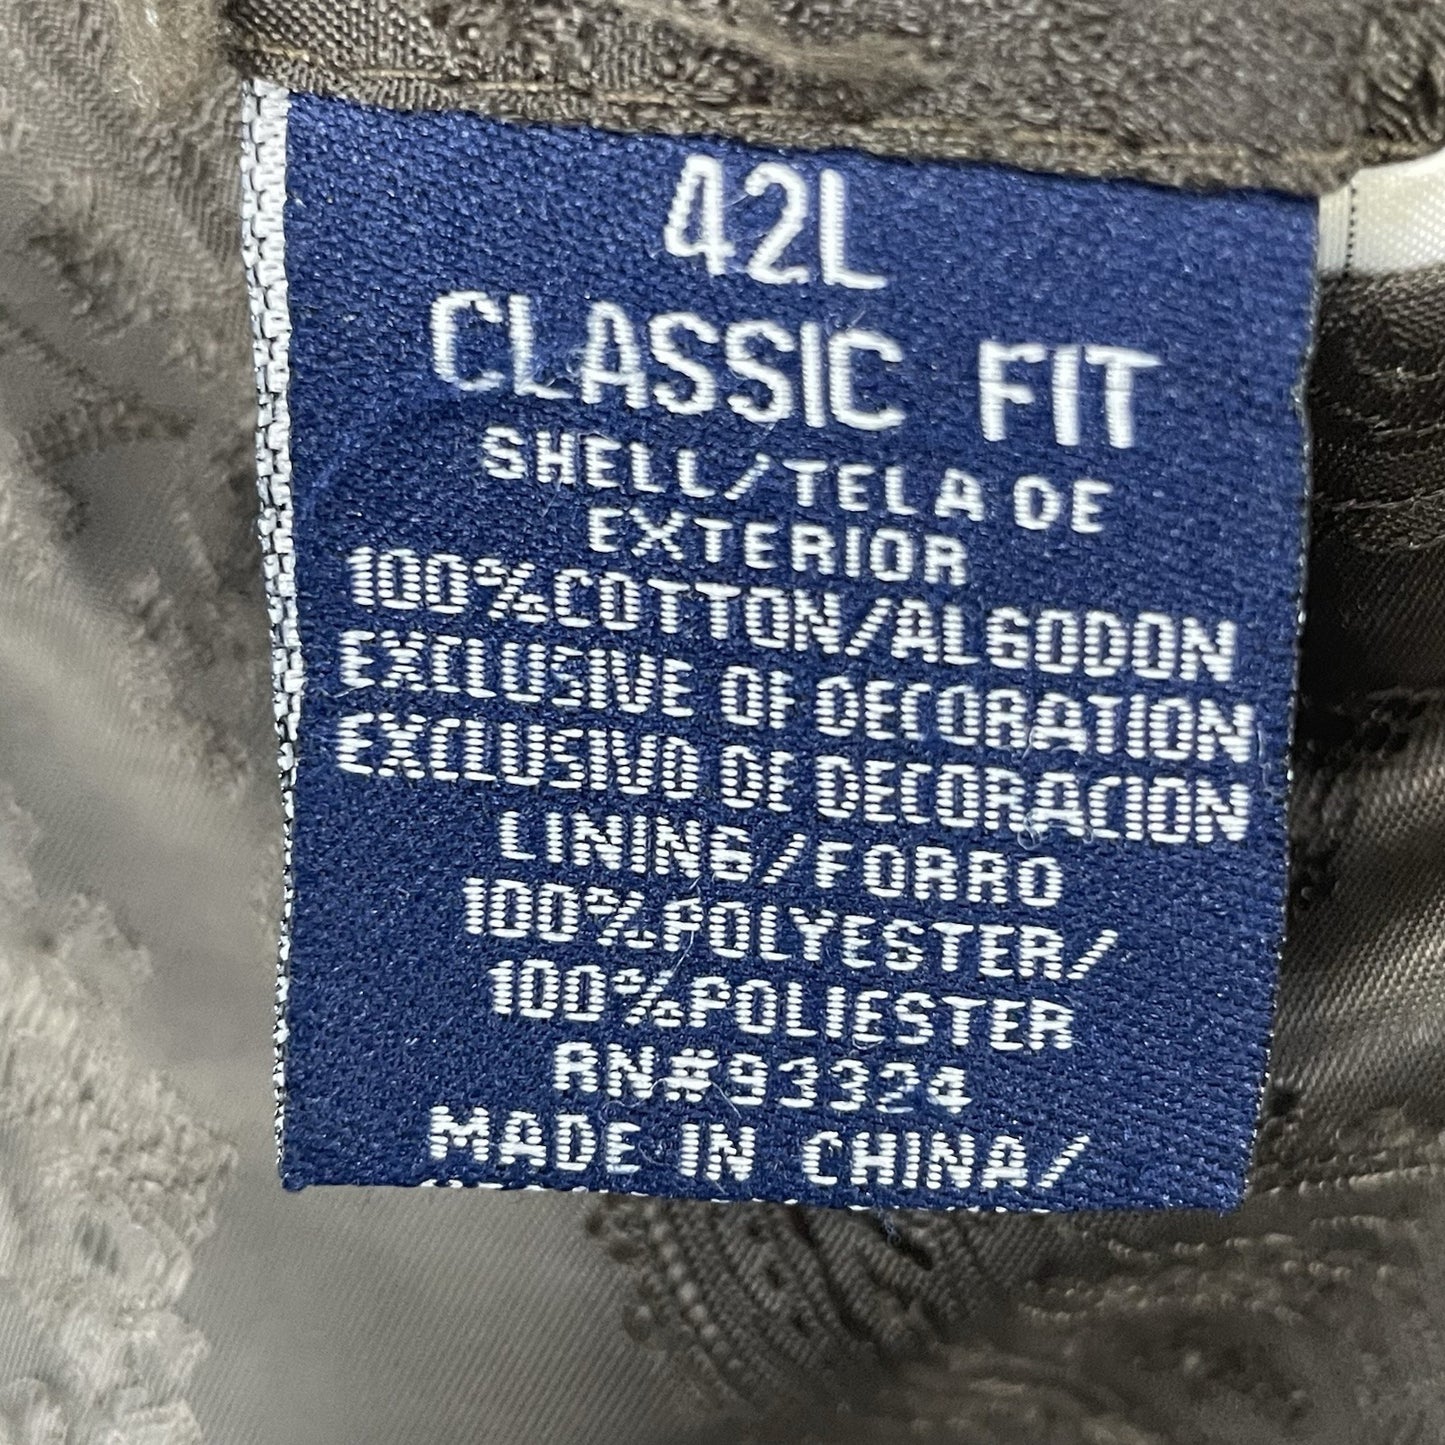 42L
CLASSIC FIT
SHELL/TELA DE
EXTERIOR
100%COTTON/ALGODON
EXCLUSIVE OF DECORATION
EXCLUSIVO DE DECORACION
LINING/FORRO
100%POLYESTER/
100%POLIESTER
RN#93324
MADE IN CHINA/